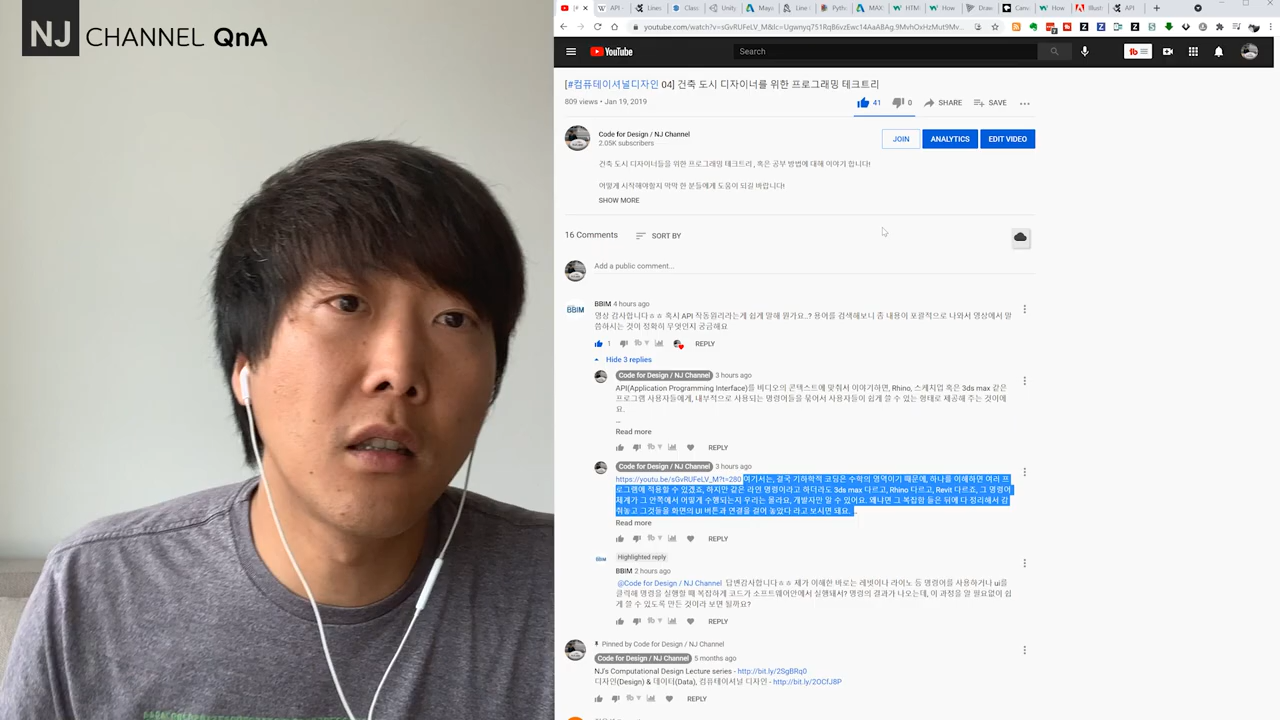 NJ CHANNEL QnA
API -
Lines
Class
Unity
Maya
Line
Pyth
MAX
HTM
How
Draw
Can
How
Illust
API
youtube.com/watch?v=sGvRUFeLV_M&lc=Ugwnyq751RqB6vzEwc14AaABAg.9MvhOxHzMut9Mv...
YouTube
Search
[#컴퓨테이셔널디자인 04] 건축 도시 디자이너를 위한 프로그래밍 테크트리
809 views • Jan 19, 2019
41
0
SHARE
SAVE
Code for Design / NJ Channel
2.05K subscribers
JOIN
ANALYTICS
EDIT VIDEO
건축 도시 디자이너들을 위한 프로그래밍 테크트리 , 혹은 공부 방법에 대해 이야기 합니다!
어떻게 시작해야할지 막막 한 분들에게 도움이 되길 바랍니다!
SHOW MORE
16 Comments
SORT BY
Add a public comment...
BBIM
BBIM 4 hours ago
영상 감사합니다ㅎㅎ 혹시 API 작동원리라는게 쉽게 말해 뭔가요..? 용어를 검색해보니 좀 내용이 포괄적으로 나와서 영상에서 말
씀하시는 것이 정확히 무엇인지 궁금해요
1
REPLY
Hide 3 replies
Code for Design / NJ Channel 3 hours ago
API(Application Programming Interface)를 비디오의 콘텍스트에 맞춰서 이야기하면, Rhino, 스케치업 혹은 3ds max 같은
프로그램 사용자들에게, 내부적으로 사용되는 명령어들을 묶어서 사용자들이 쉽게 쓸 수 있는 형태로 제공해 주는 것이에
요.
...
Read more
REPLY
Code for Design / NJ Channel 3 hours ago
https://youtu.be/sGvRUFeLV_M?t=280 여기서는, 결국 기하학적 코딩은 수학의 영역이기 때문에, 하나를 이해하면 여러 프
로그램에 적용할 수 있겠죠, 하지만 같은 라인 명령이라고 하더라도 3ds max 다르고, Rhino 다르고, Revit 다르죠, 그 명령어
체계가 그 안쪽에서 어떻게 수행되는지 우리는 몰라요, 개발자만 알 수 있어요. 왜냐면 그 복잡함 들은 뒤에 다 정리해서 감
춰놓고 그것들을 화면의 UI 버튼과 연결을 걸어 놓았다 라고 보시면 돼요. ...
Read more
REPLY
Highlighted reply
BBIM 2 hours ago
@Code for Design / NJ Channel 답변감사합니다ㅎㅎ 제가 이해한 바로는 레빗이나 라이노 등 명령어를 사용하거나 ui를
클릭해 명령을 실행할 때 복잡하게 코드가 소프트웨어안에서 실행돼서? 명령의 결과가 나오는데, 이 과정을 알 필요없이 쉽
게 쓸 수 있도록 만든 것이라 보면 될까요?
REPLY
Pinned by Code for Design / NJ Channel
Code for Design / NJ Channel 5 months ago
NJ's Computational Design Lecture series - http://bit.ly/2SgBRq0
디자인(Design) & 데이터(Data), 컴퓨테이셔널 디자인 - http://bit.ly/2OCfJ8P
REPLY